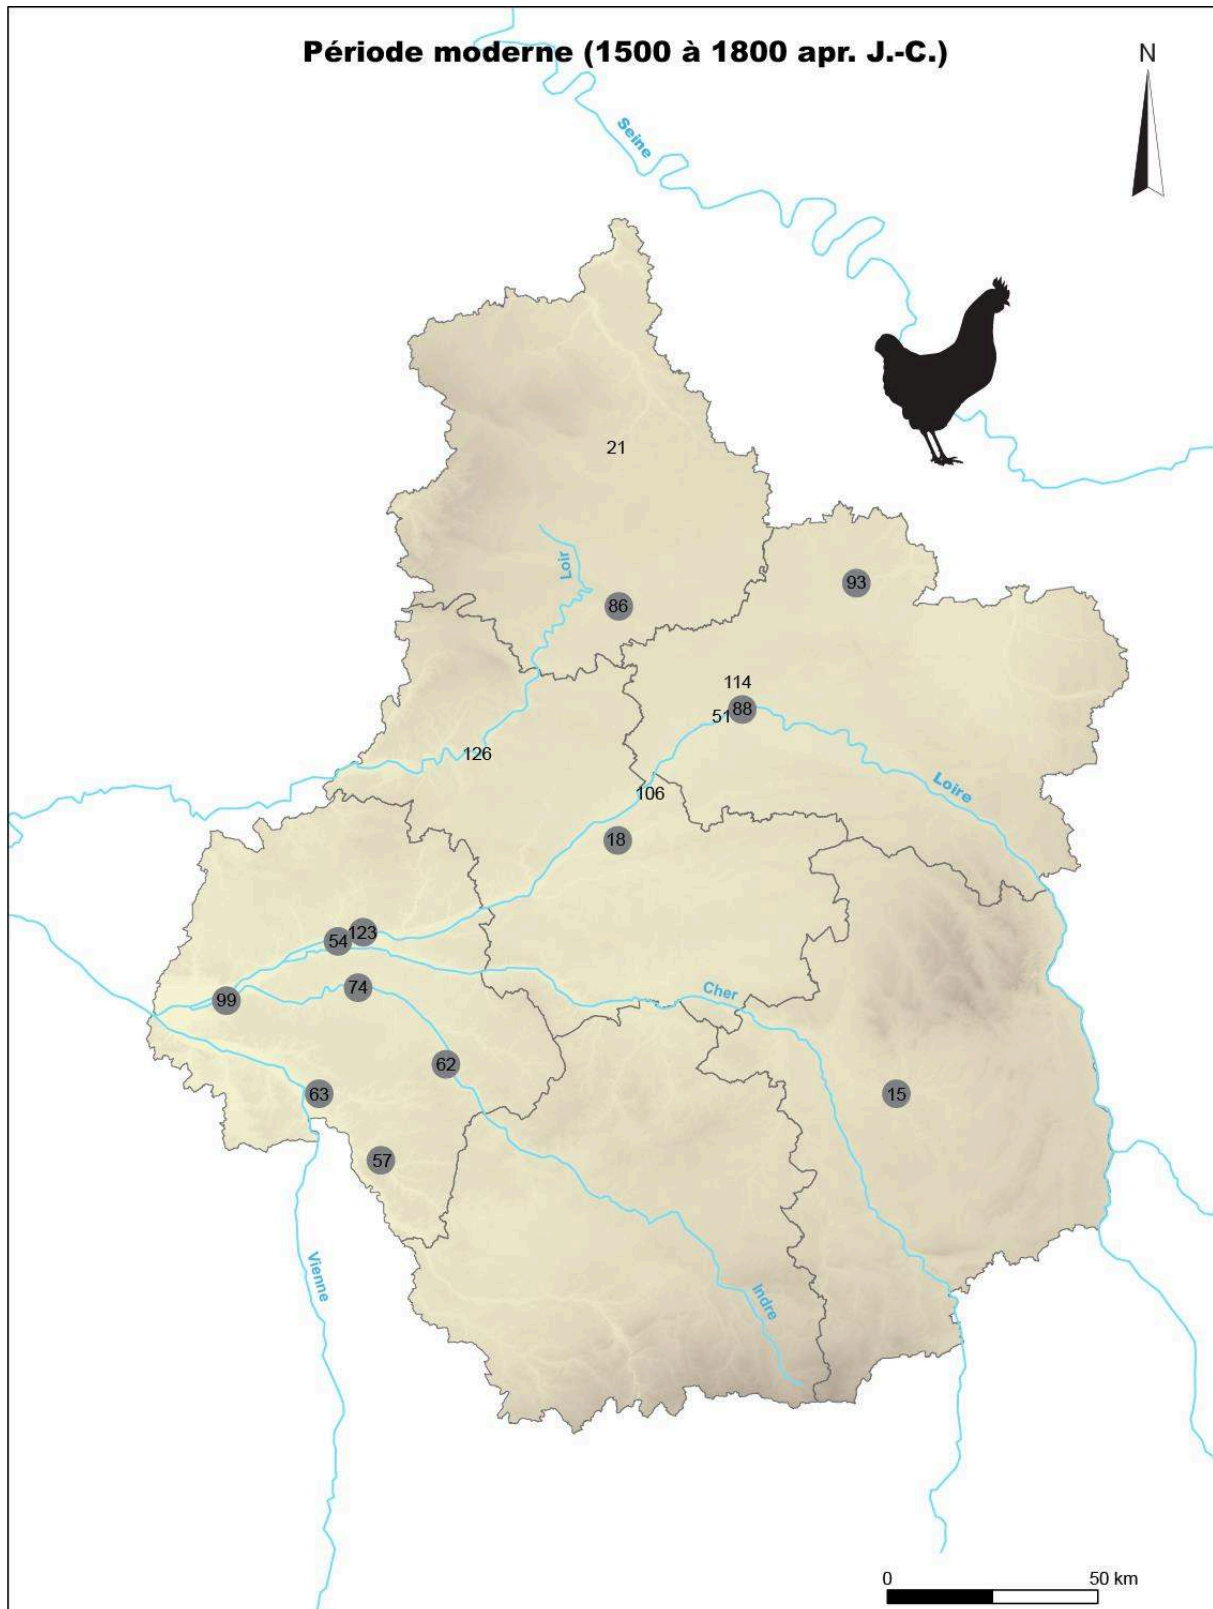 Période moderne (1500 à 1800 apr. J.-C.)
N
Seine
21
Loir
93
86
114
51
88
126
106
Loire
18
123
54
74
99
Cher
62
63
15
57
Vienne
Indre
0 50 km